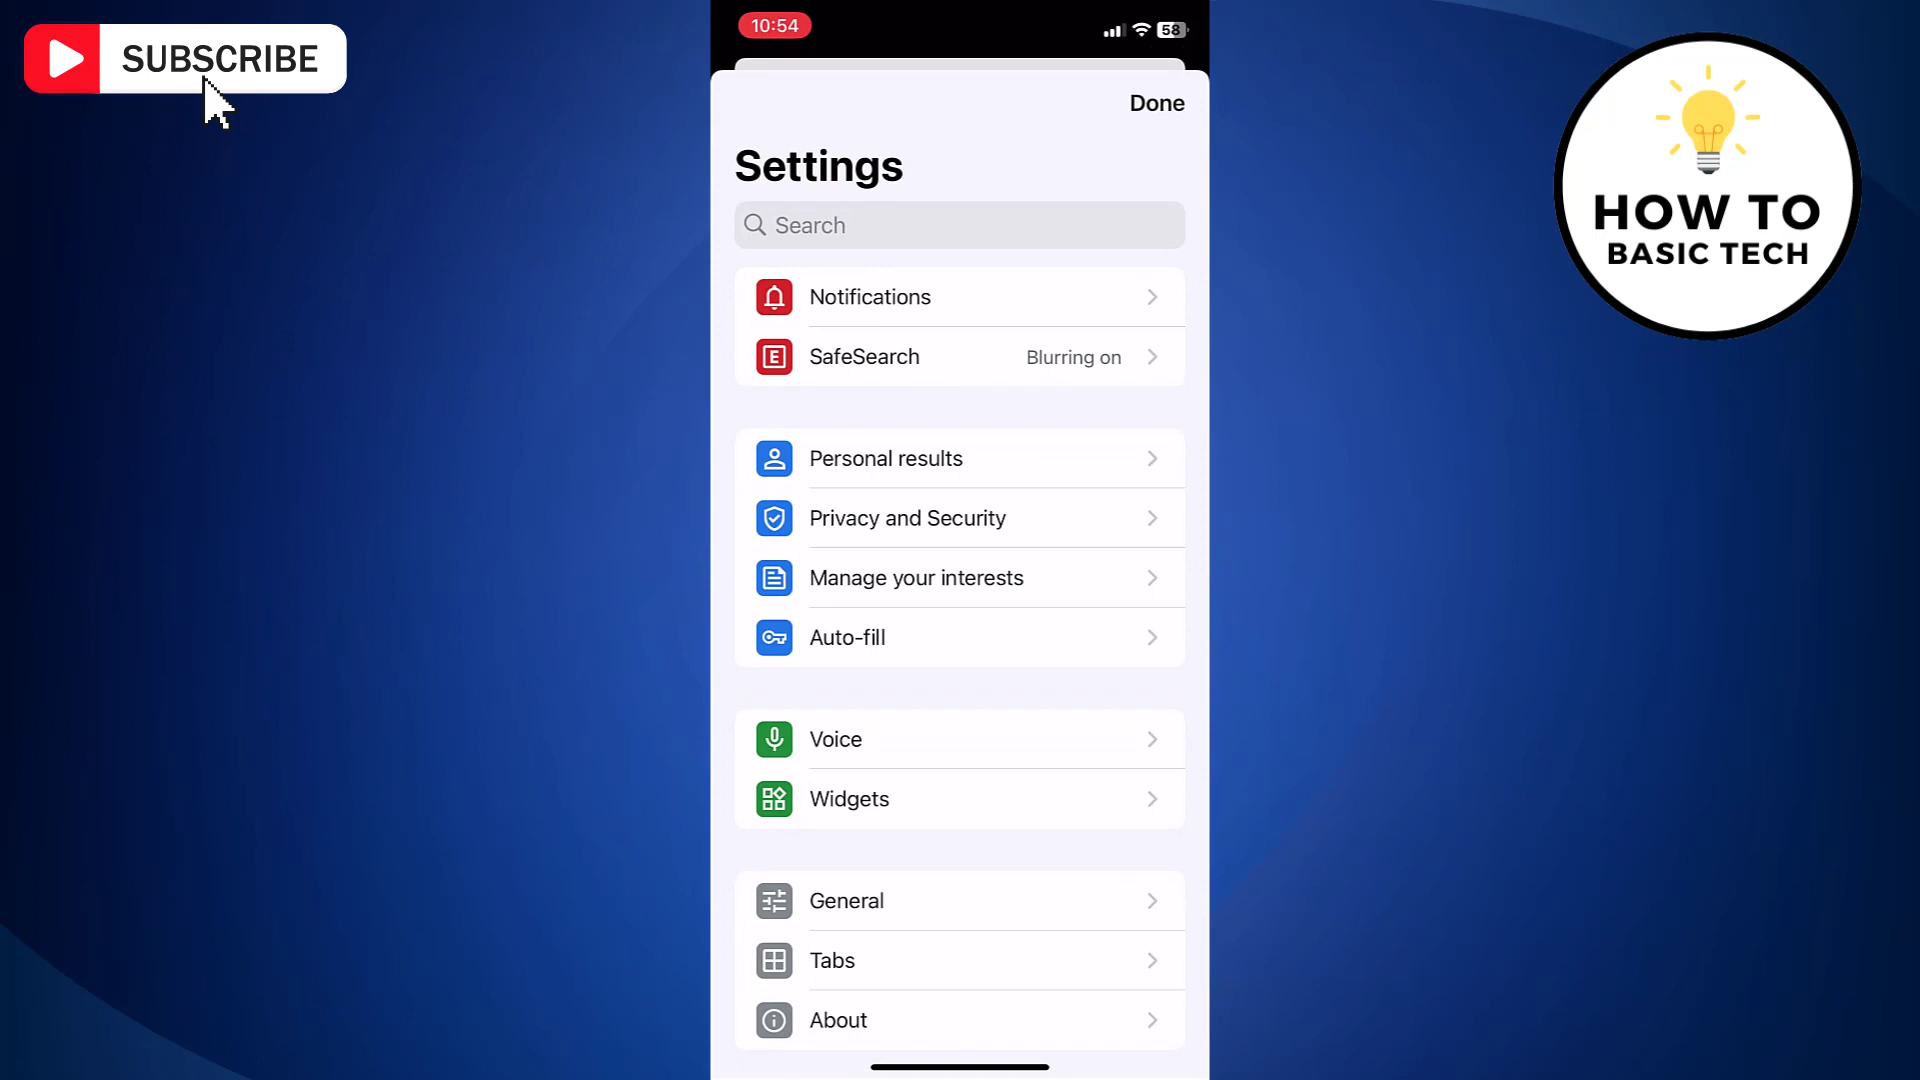 SUBSCRIBE
10:54
58
Done
Settings
Search
Notifications
E
SafeSearch Blurring on
Personal results
Privacy and Security
Manage your interests
Auto-fill
Voice
Widgets
General
Tabs
About
HOW TO
BASIC TECH